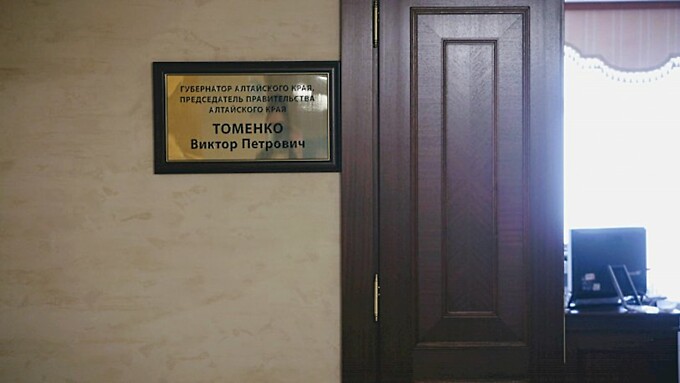 ГУБЕРНАТОР АЛТАЙСКОГО КРАЯ,
ПРЕДСЕДАТЕЛЬ ПРАВИТЕЛЬСТВА
АЛТАЙСКОГО КРАЯ
ТОМЕНКО
Виктор Петрович